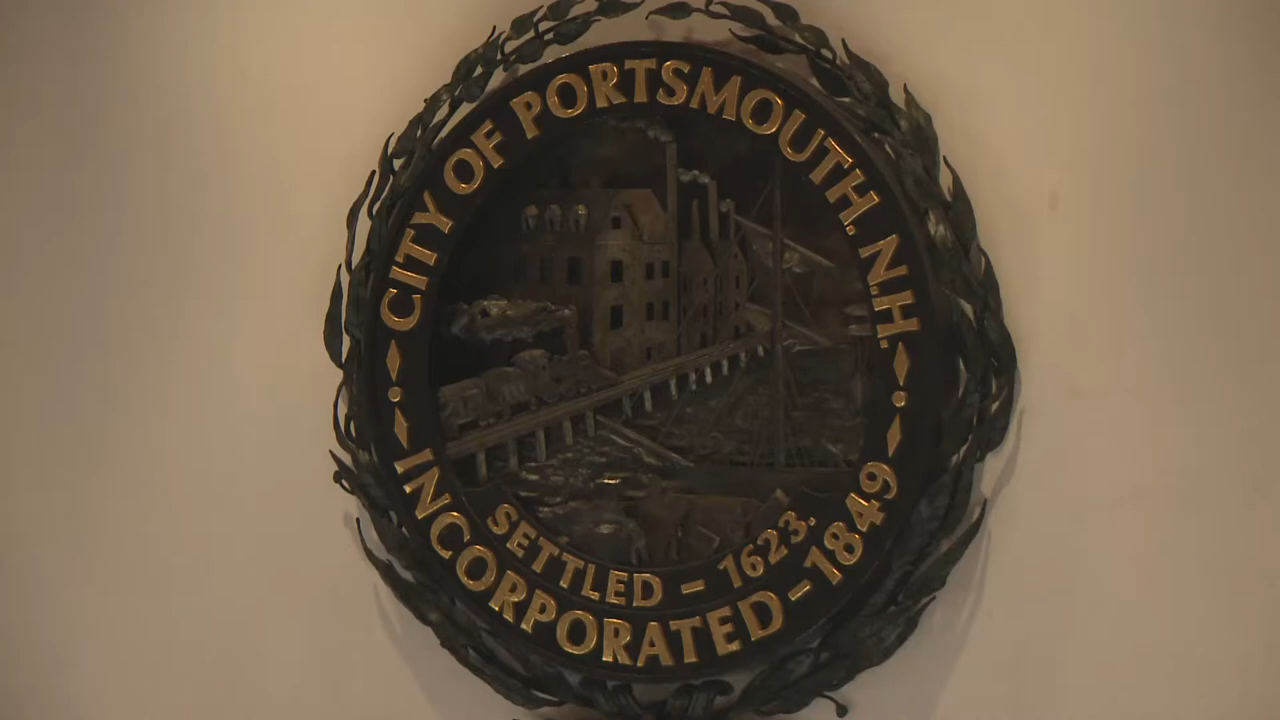 CITY OF PORTSMOUTH. N.H.
SETTLED – 1623.
INCORPORATED – 1849